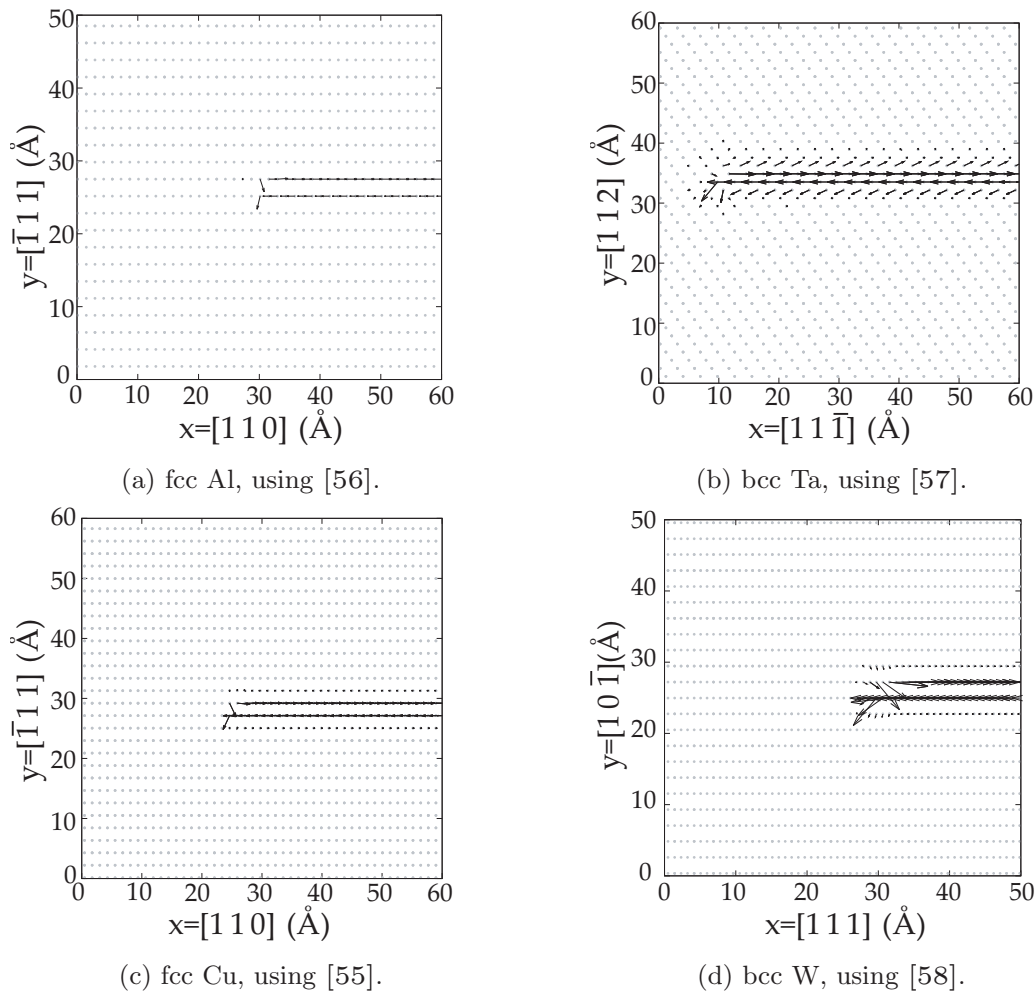 50
40
30
20
10
0
y=[1̄ 1 1] (Å)
0 10 20 30 40 50 60
x=[1 1 0] (Å)
(a) fcc Al, using [56].
60
50
40
30
20
10
0
y=[1 1 2] (Å)
0 10 20 30 40 50 60
x=[1 1 1̄] (Å)
(b) bcc Ta, using [57].
60
50
40
30
20
10
0
y=[1̄ 1 1] (Å)
0 10 20 30 40 50 60
x=[1 1 0] (Å)
(c) fcc Cu, using [55].
50
40
30
20
10
0
y=[1 0 1̄](Å)
0 10 20 30 40 50
x=[1 1 1] (Å)
(d) bcc W, using [58].